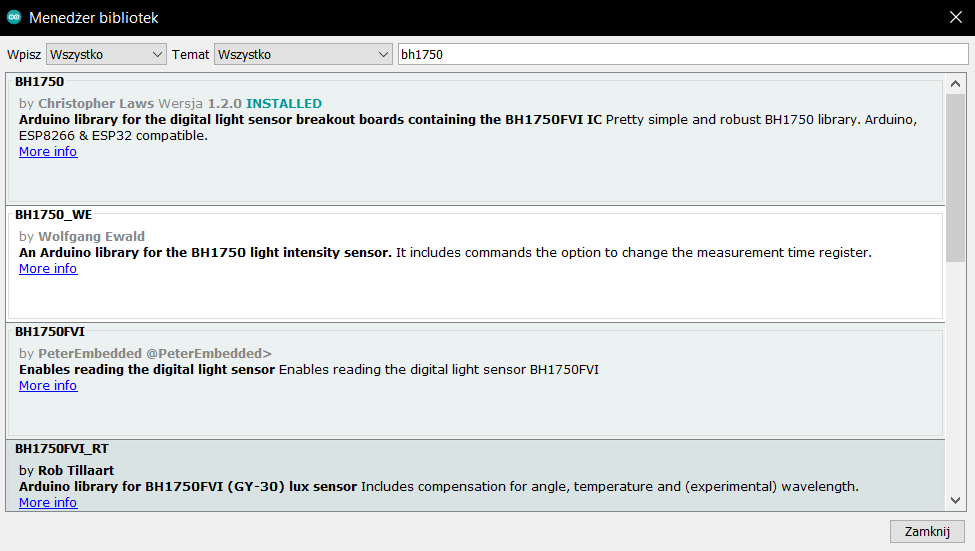 Menedżer bibliotek
Wpisz Wszystko Temat Wszystko bh1750
BH1750
by Christopher Laws Wersja 1.2.0 INSTALLED
Arduino library for the digital light sensor breakout boards containing the BH1750FVI IC Pretty simple and robust BH1750 library. Arduino,
ESP8266 & ESP32 compatible.
More info
BH1750_WE
by Wolfgang Ewald
An Arduino library for the BH1750 light intensity sensor. It includes commands the option to change the measurement time register.
More info
BH1750FVI
by PeterEmbedded @PeterEmbedded>
Enables reading the digital light sensor Enables reading the digital light sensor BH1750FVI
More info
BH1750FVI_RT
by Rob Tillaart
Arduino library for BH1750FVI (GY-30) lux sensor Includes compensation for angle, temperature and (experimental) wavelength.
More info
Zamknij